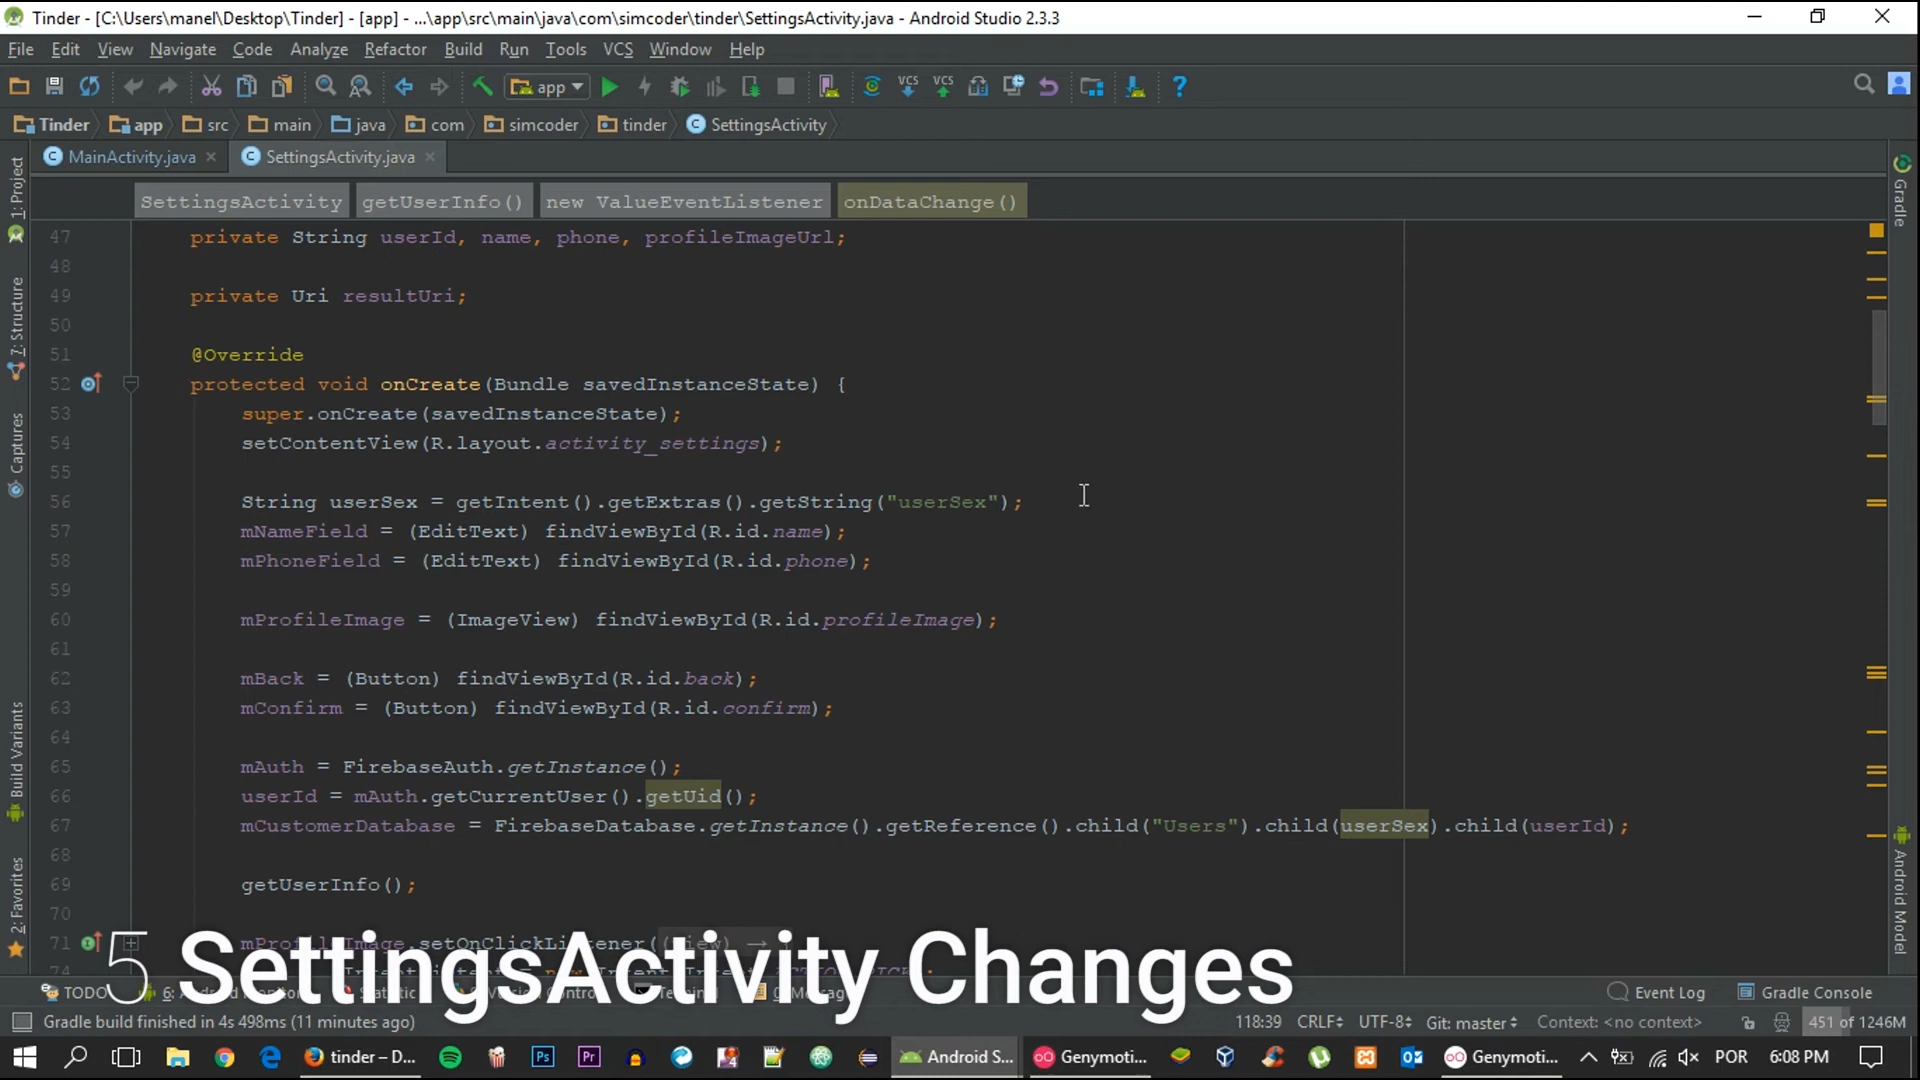 Tinder - [C:\Users\manel\Desktop\Tinder] - [app] - ...\app\src\main\java\com\simcoder\tinder\SettingsActivity.java - Android Studio 2.3.3
File Edit View Navigate Code Analyze Refactor Build Run Tools VCS Window Help
app
VCS VCS
Tinder app src main java com simcoder tinder SettingsActivity
MainActivity.java SettingsActivity.java
SettingsActivity getUserInfo() new ValueEventListener onDataChange()
1: Project
7: Structure
Captures
Build Variants
2: Favorites
47 private String userId, name, phone, profileImageUrl;
48
49 private Uri resultUri;
50
51 @Override
52 protected void onCreate(Bundle savedInstanceState) {
53 super.onCreate(savedInstanceState);
54 setContentView(R.layout.activity_settings);
55
56 String userSex = getIntent().getExtras().getString("userSex");
57 mNameField = (EditText) findViewById(R.id.name);
58 mPhoneField = (EditText) findViewById(R.id.phone);
59
60 mProfileImage = (ImageView) findViewById(R.id.profileImage);
61
62 mBack = (Button) findViewById(R.id.back);
63 mConfirm = (Button) findViewById(R.id.confirm);
64
65 mAuth = FirebaseAuth.getInstance();
66 userId = mAuth.getCurrentUser().getUid();
67 mCustomerDatabase = FirebaseDatabase.getInstance().getReference().child("Users").child(userSex).child(userId);
68
69 getUserInfo();
70
71 mProfileImage.setOnClickListener((view) → {
74
Gradle
Android Model
5 SettingsActivity Changes
TODO
Event Log Gradle Console
Gradle build finished in 4s 498ms (11 minutes ago) 118:39 CRLF UTF-8 Git: master Context: <no context> 451 of 1246M
tinder – D... Ps Pr Android S... Genymoti... Genymoti... POR 6:08 PM